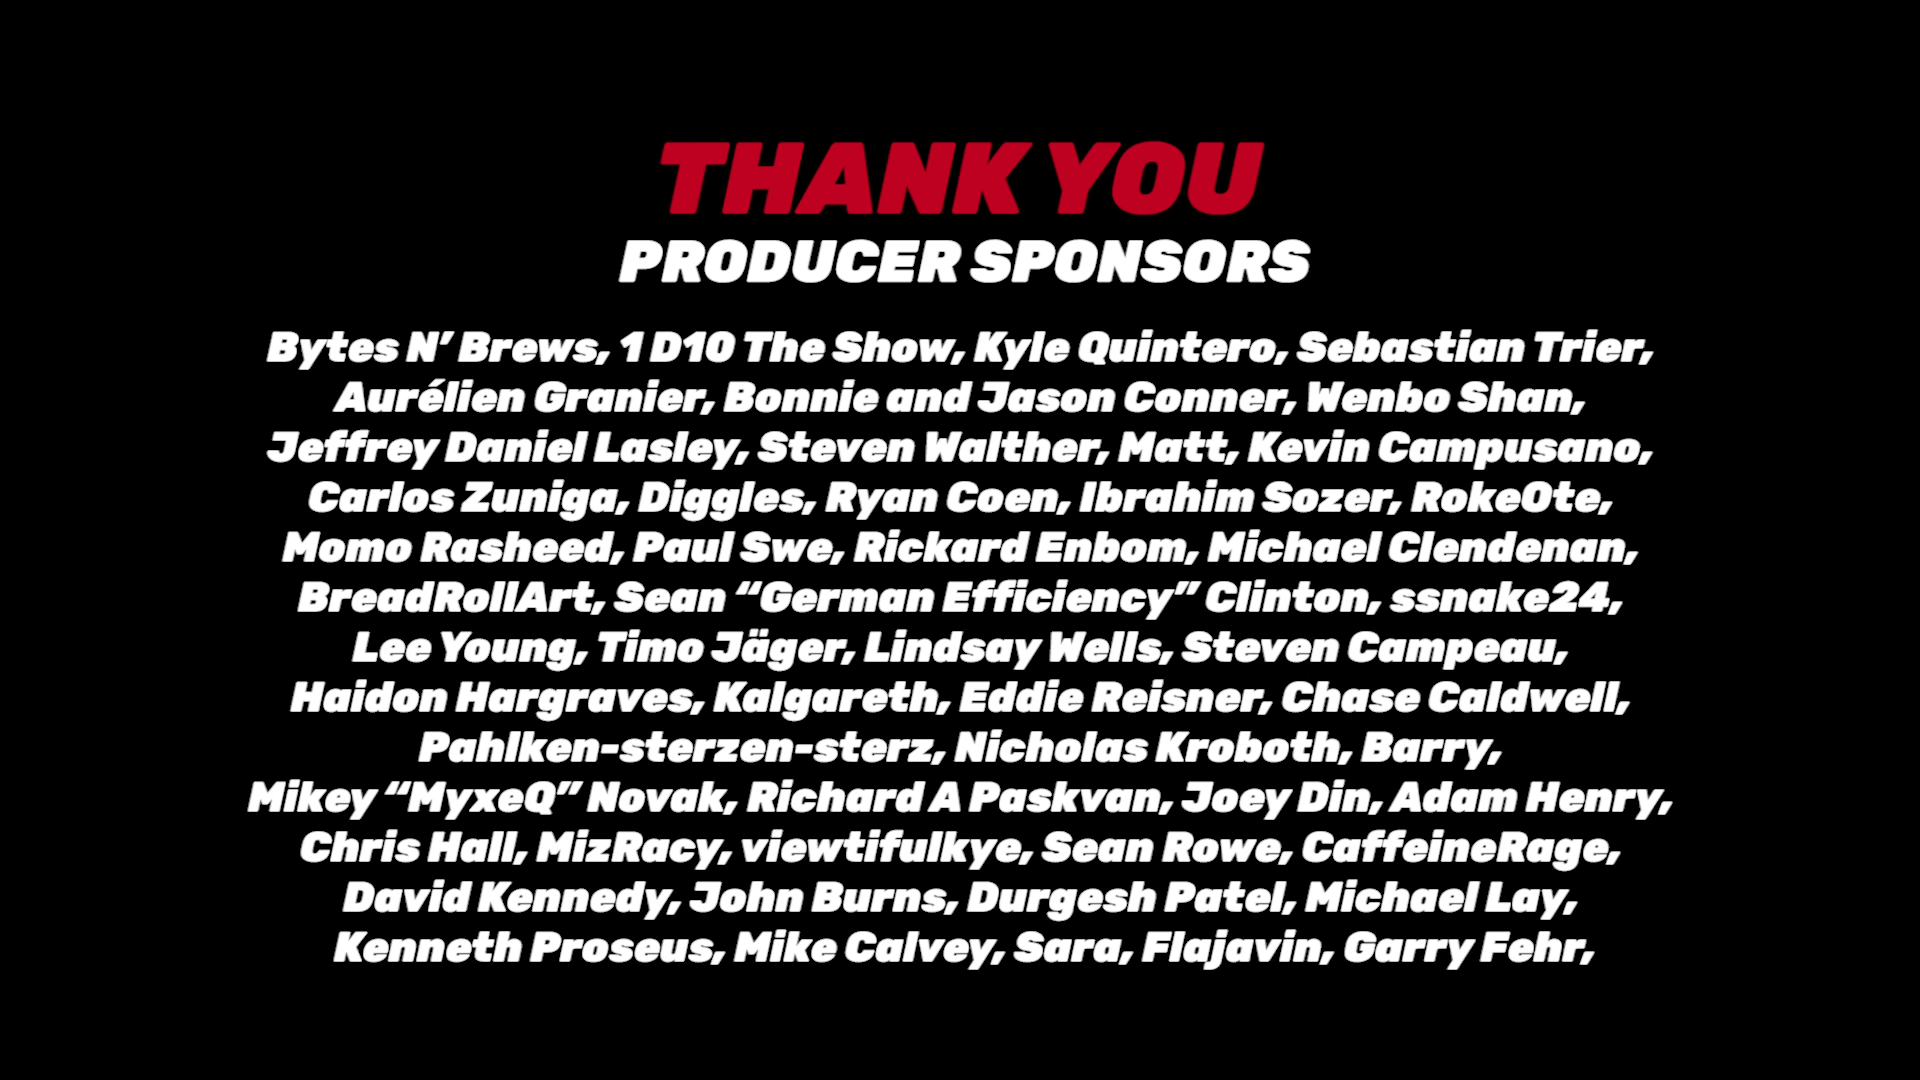 THANK YOU
PRODUCER SPONSORS
Bytes N’ Brews, 1 D10 The Show, Kyle Quintero, Sebastian Trier,
Aurélien Granier, Bonnie and Jason Conner, Wenbo Shan,
Jeffrey Daniel Lasley, Steven Walther, Matt, Kevin Campusano,
Carlos Zuniga, Diggles, Ryan Coen, Ibrahim Sozer, RokeOte,
Momo Rasheed, Paul Swe, Rickard Enbom, Michael Clendenan,
BreadRollArt, Sean “German Efficiency” Clinton, ssnake24,
Lee Young, Timo Jäger, Lindsay Wells, Steven Campeau,
Haidon Hargraves, Kalgareth, Eddie Reisner, Chase Caldwell,
Pahlken-sterzen-sterz, Nicholas Kroboth, Barry,
Mikey “MyxeQ” Novak, Richard A Paskvan, Joey Din, Adam Henry,
Chris Hall, MizRacy, viewtifulkye, Sean Rowe, CaffeineRage,
David Kennedy, John Burns, Durgesh Patel, Michael Lay,
Kenneth Proseus, Mike Calvey, Sara, Flajavin, Garry Fehr,